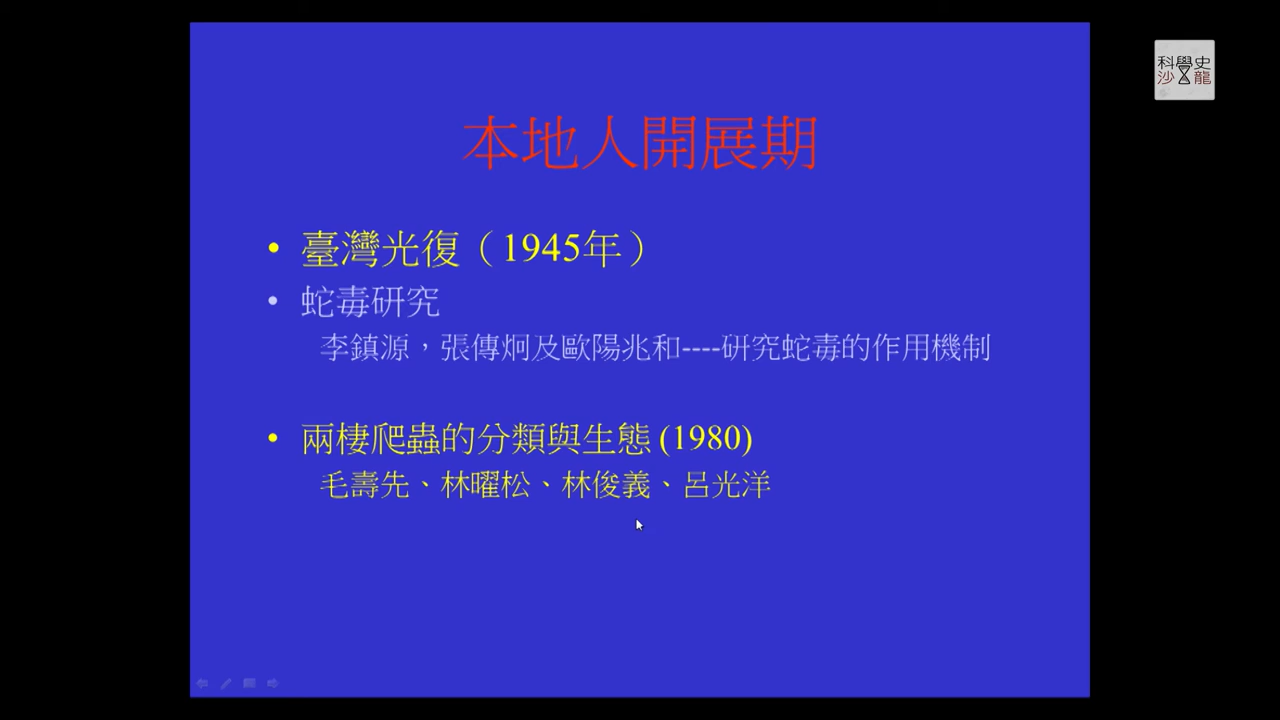 科學史
沙龍
本地人開展期
• 臺灣光復（1945年）
• 蛇毒研究
李鎮源，張傳炯及歐陽兆和----研究蛇毒的作用機制
• 兩棲爬蟲的分類與生態 (1980)
毛壽先、林曜松、林俊義、呂光洋